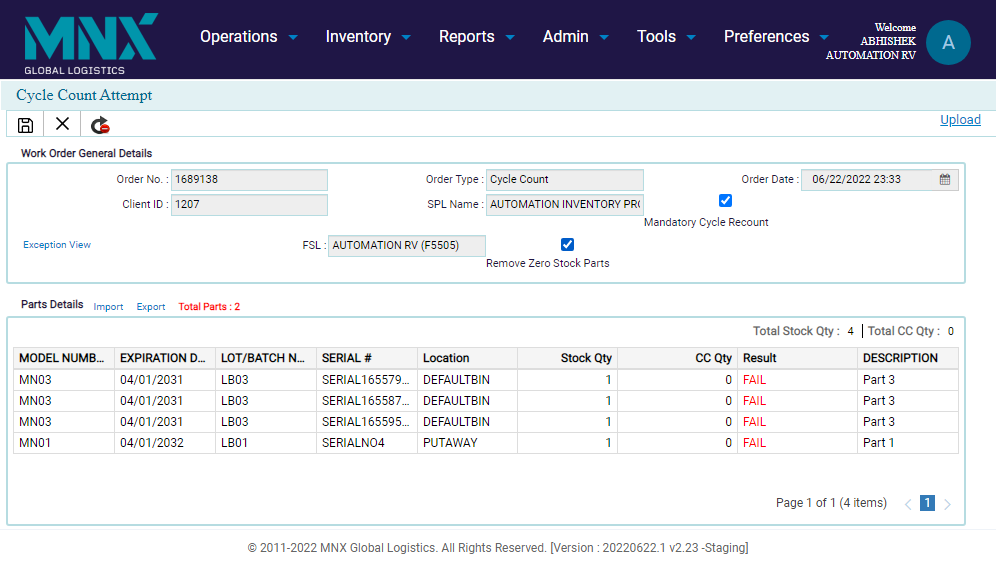 MNX
GLOBAL LOGISTICS
Operations Inventory Reports Admin Tools Preferences
Welcome
ABHISHEK
AUTOMATION RV
A
Cycle Count Attempt
Upload
Work Order General Details
Order No. : 1689138 Order Type : Cycle Count Order Date : 06/22/2022 23:33
Client ID : 1207 SPL Name : AUTOMATION INVENTORY PRO
Mandatory Cycle Recount
Exception View FSL : AUTOMATION RV (F5505)
Remove Zero Stock Parts
Parts Details Import Export Total Parts : 2
Total Stock Qty : 4 | Total CC Qty : 0
MODEL NUMB... EXPIRATION D... LOT/BATCH N... SERIAL # Location Stock Qty CC Qty Result DESCRIPTION
MN03 04/01/2031 LB03 SERIAL165579... DEFAULTBIN 1 0 FAIL Part 3
MN03 04/01/2031 LB03 SERIAL165587... DEFAULTBIN 1 0 FAIL Part 3
MN03 04/01/2031 LB03 SERIAL165595... DEFAULTBIN 1 0 FAIL Part 3
MN01 04/01/2032 LB01 SERIALNO4 PUTAWAY 1 0 FAIL Part 1
Page 1 of 1 (4 items) 1
© 2011-2022 MNX Global Logistics. All Rights Reserved. [Version : 20220622.1 v2.23 -Staging]